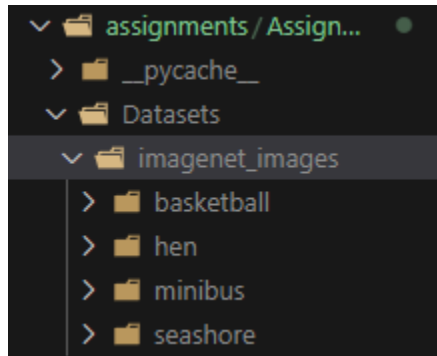 assignments/Assign...
__pycache__
Datasets
imagenet_images
basketball
hen
minibus
seashore